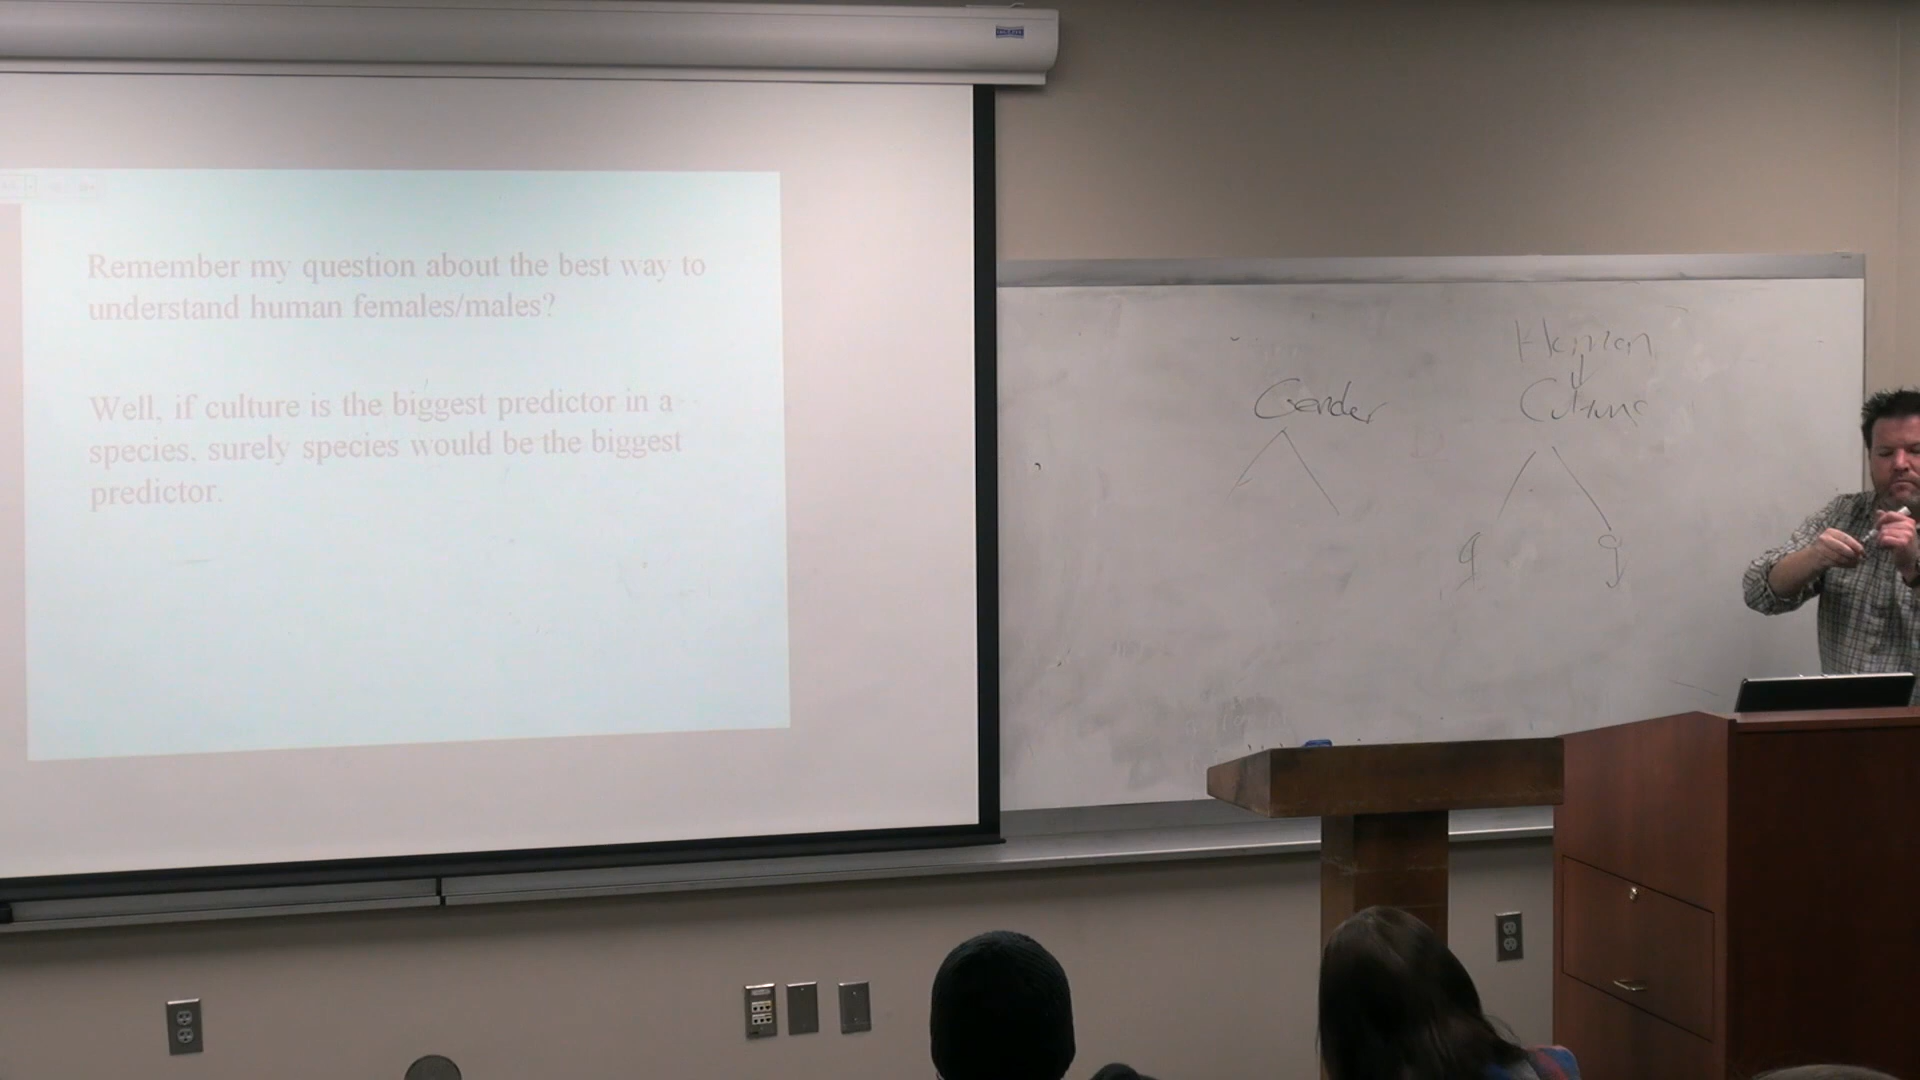 Remember my question about the best way to
understand human females/males?
Well, if culture is the biggest predictor in a
species, surely species would be the biggest
predictor.
Human
Gender
Culture